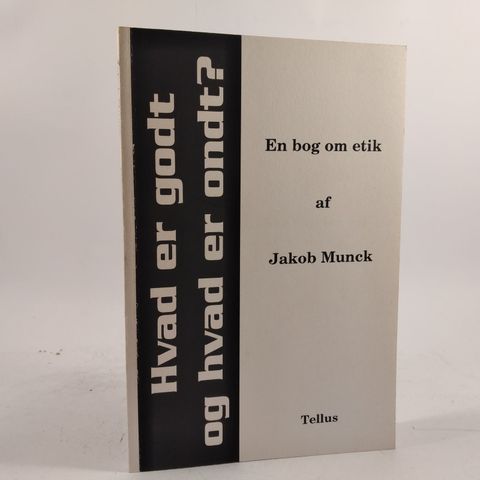 Hvad er godt
og hvad er ondt?
En bog om etik
af
Jakob Munck
Tellus